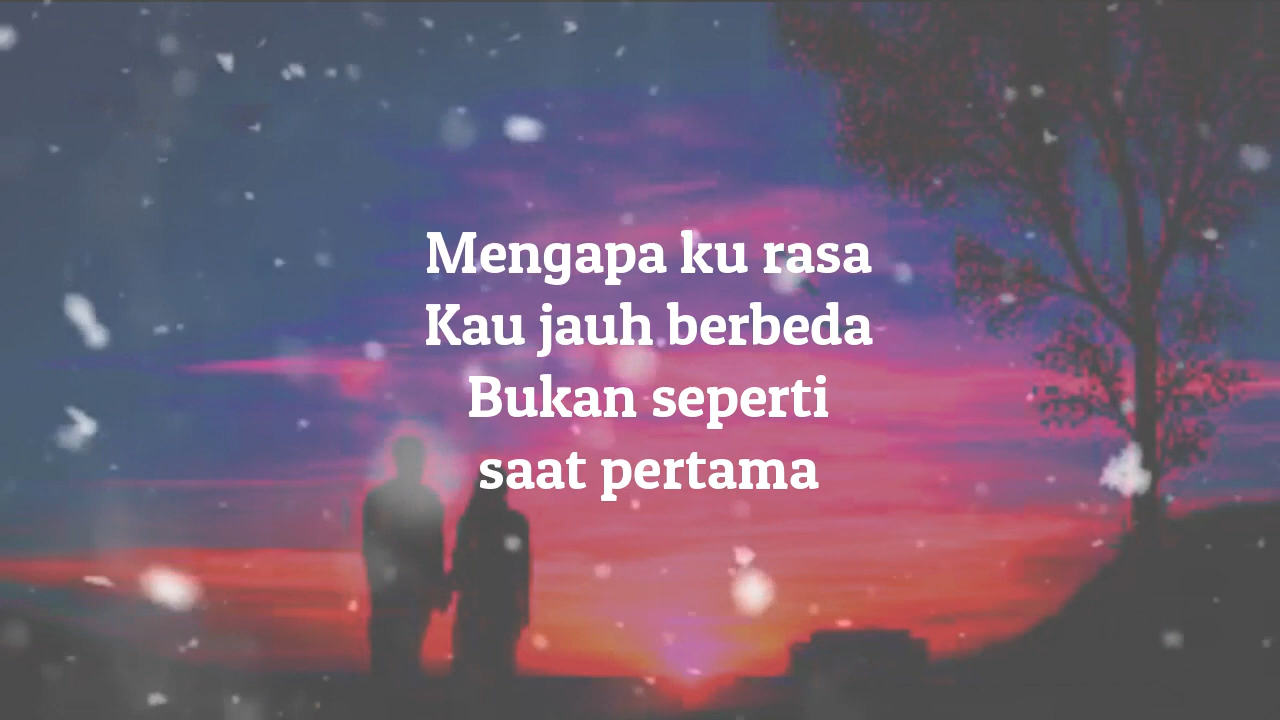 Mengapa ku rasa
Kau jauh berbeda
Bukan seperti
saat pertama